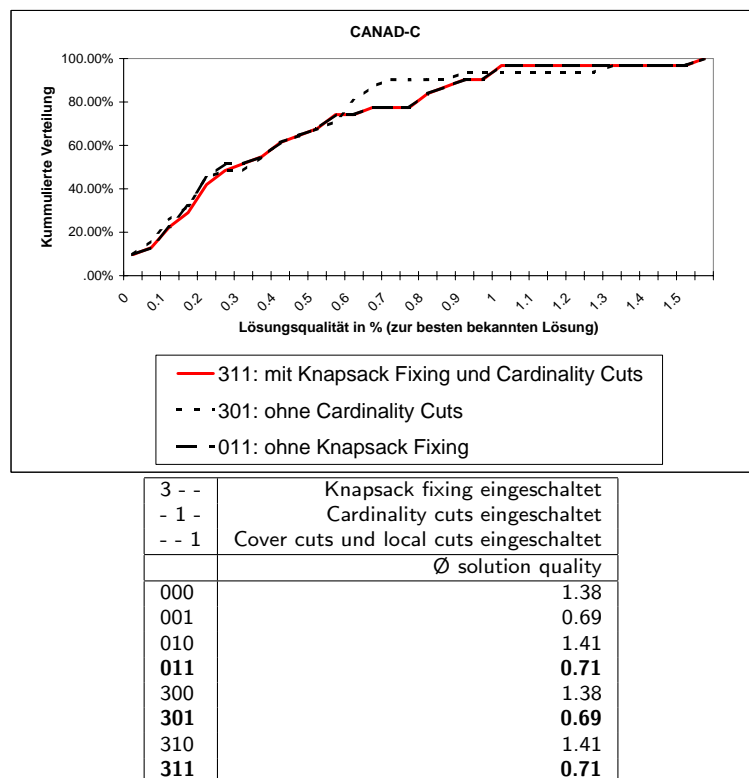 CANAD-C
100.00%
80.00%
60.00%
40.00%
20.00%
.00%
Kummulierte Verteilung
0 0.1 0.2 0.3 0.4 0.5 0.6 0.7 0.8 0.9 1 1.1 1.2 1.3 1.4 1.5
Lösungsqualität in % (zur besten bekannten Lösung)
311: mit Knapsack Fixing und Cardinality Cuts
301: ohne Cardinality Cuts
011: ohne Knapsack Fixing
3 - - Knapsack fixing eingeschaltet
- 1 - Cardinality cuts eingeschaltet
- - 1 Cover cuts und local cuts eingeschaltet
Ø solution quality
000 1.38
001 0.69
010 1.41
011 0.71
300 1.38
301 0.69
310 1.41
311 0.71